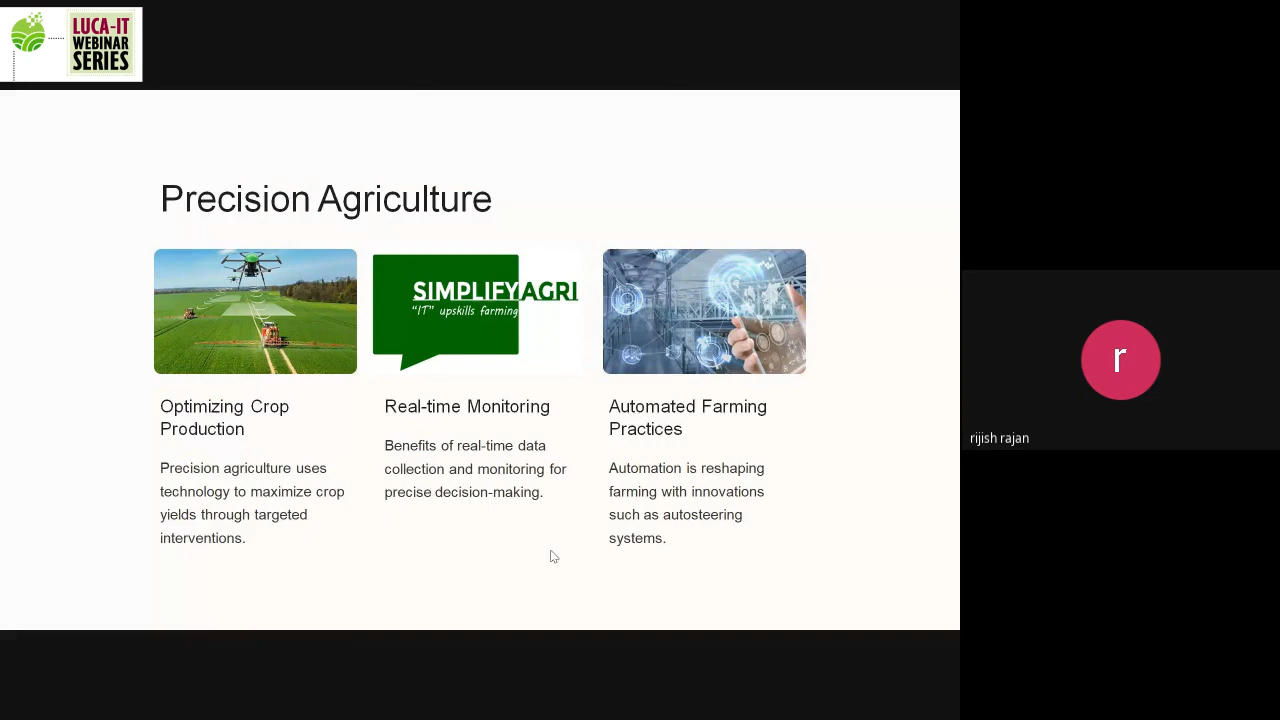 LUCA-IT
WEBINAR
SERIES
Precision Agriculture
SIMPLIFYAGRI
“IT” upskills farming
Optimizing Crop
Production
Precision agriculture uses
technology to maximize crop
yields through targeted
interventions.
Real-time Monitoring
Benefits of real-time data
collection and monitoring for
precise decision-making.
Automated Farming
Practices
Automation is reshaping
farming with innovations
such as autosteering
systems.
r
rijish rajan